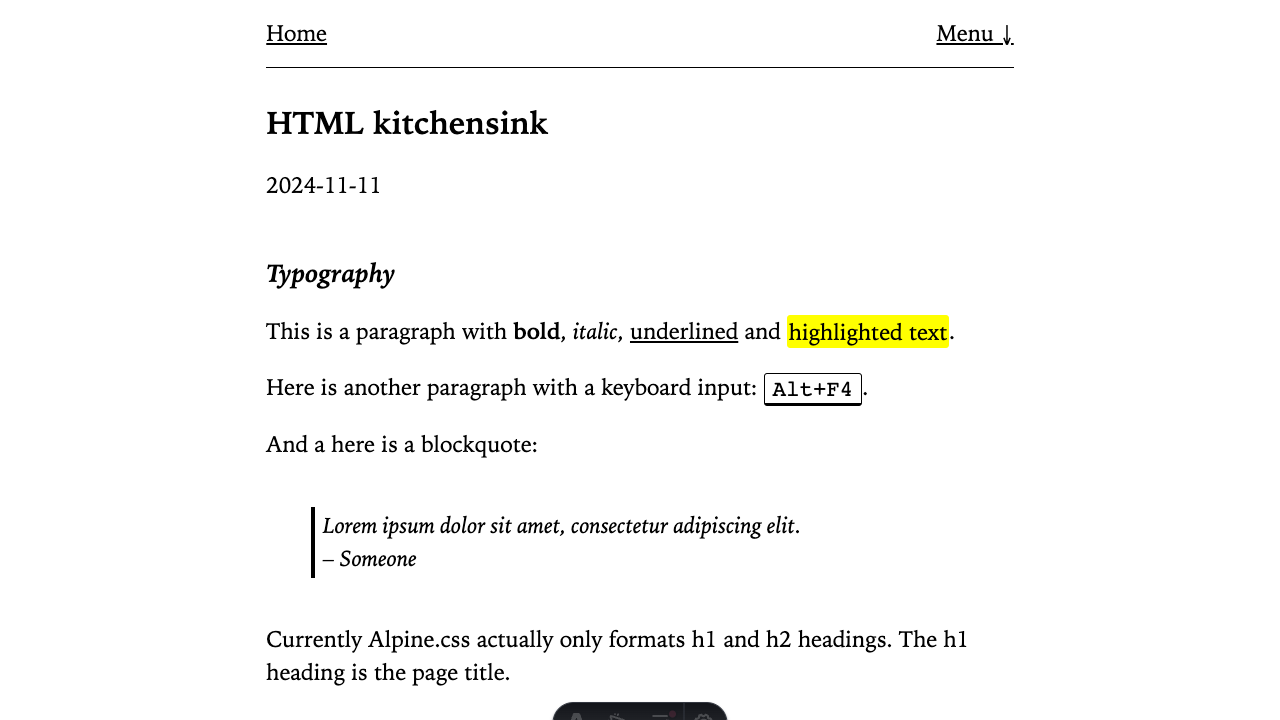 Home
Menu ↓
HTML kitchensink
2024-11-11
Typography
This is a paragraph with bold, italic, underlined and highlighted text.
Here is another paragraph with a keyboard input: Alt+F4.
And a here is a blockquote:
Lorem ipsum dolor sit amet, consectetur adipiscing elit.
– Someone
Currently Alpine.css actually only formats h1 and h2 headings. The h1
heading is the page title.